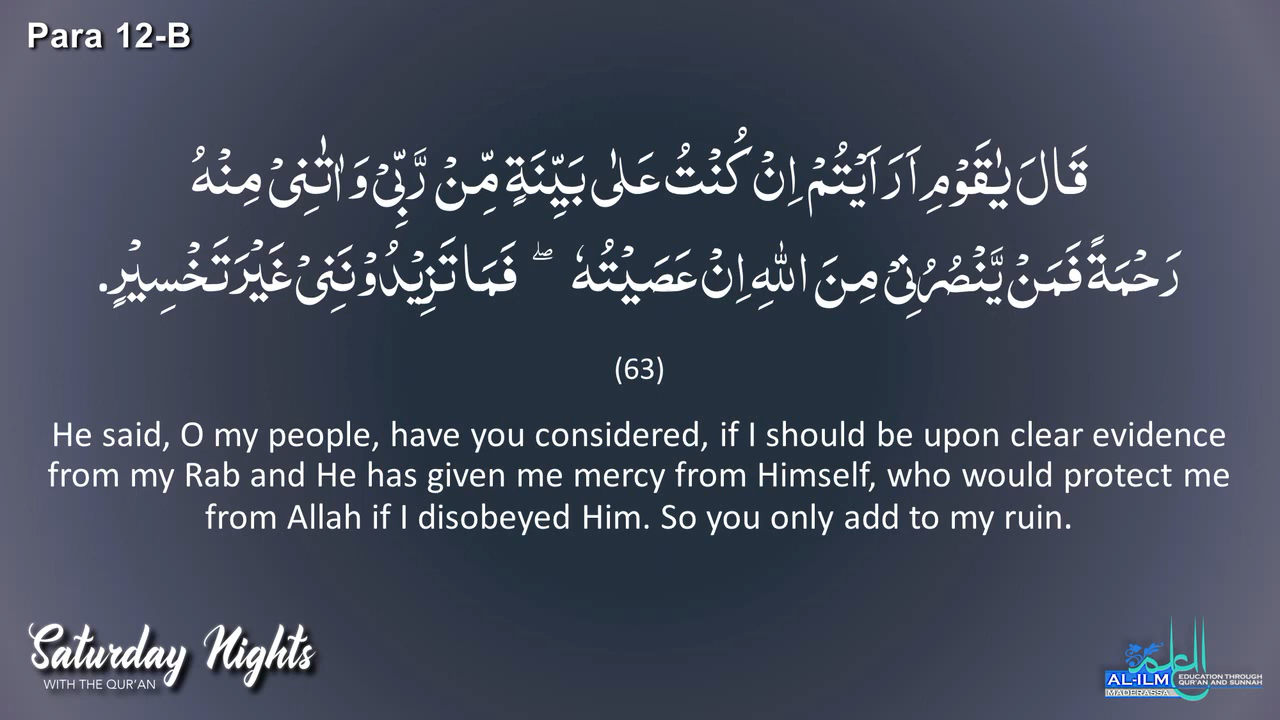 Para 12-B
قَالَ يٰقَوْمِ اَرَاَيْتُمْ اِنْ كُنْتُ عَلٰى بَيِّنَةٍ مِّنْ رَّبِّىْ وَاٰتٰىنِىْ مِنْهُ
رَحْمَةً فَمَنْ يَّنْصُرُنِىْ مِنَ اللهِ اِنْ عَصَيْتُهٗ ۖ فَمَا تَزِيْدُوْنَنِىْ غَيْرَ تَخْسِيْرٍ.
(63)
He said, O my people, have you considered, if I should be upon clear evidence
from my Rab and He has given me mercy from Himself, who would protect me
from Allah if I disobeyed Him. So you only add to my ruin.
Saturday Nights
WITH THE QUR'AN
العلم
AL-ILM
MADERASSA
EDUCATION THROUGH
QUR'AN AND SUNNAH